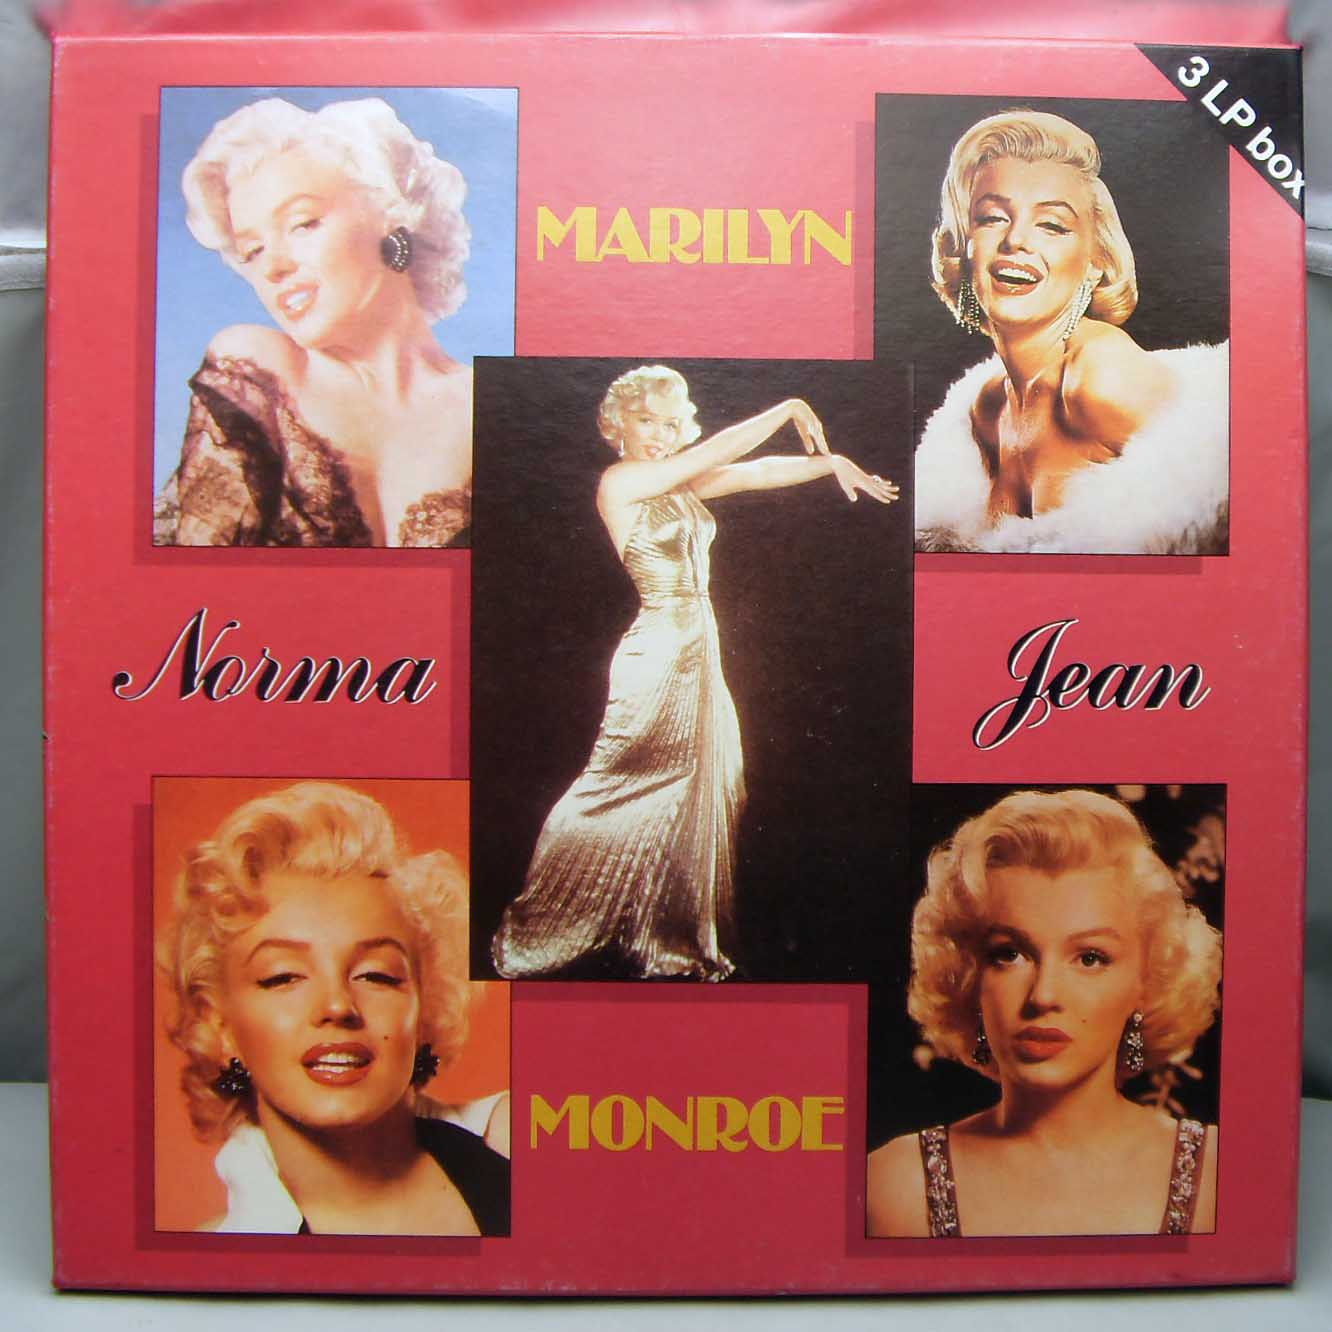 3 LP box
MARILYN
Norma Jean
MONROE